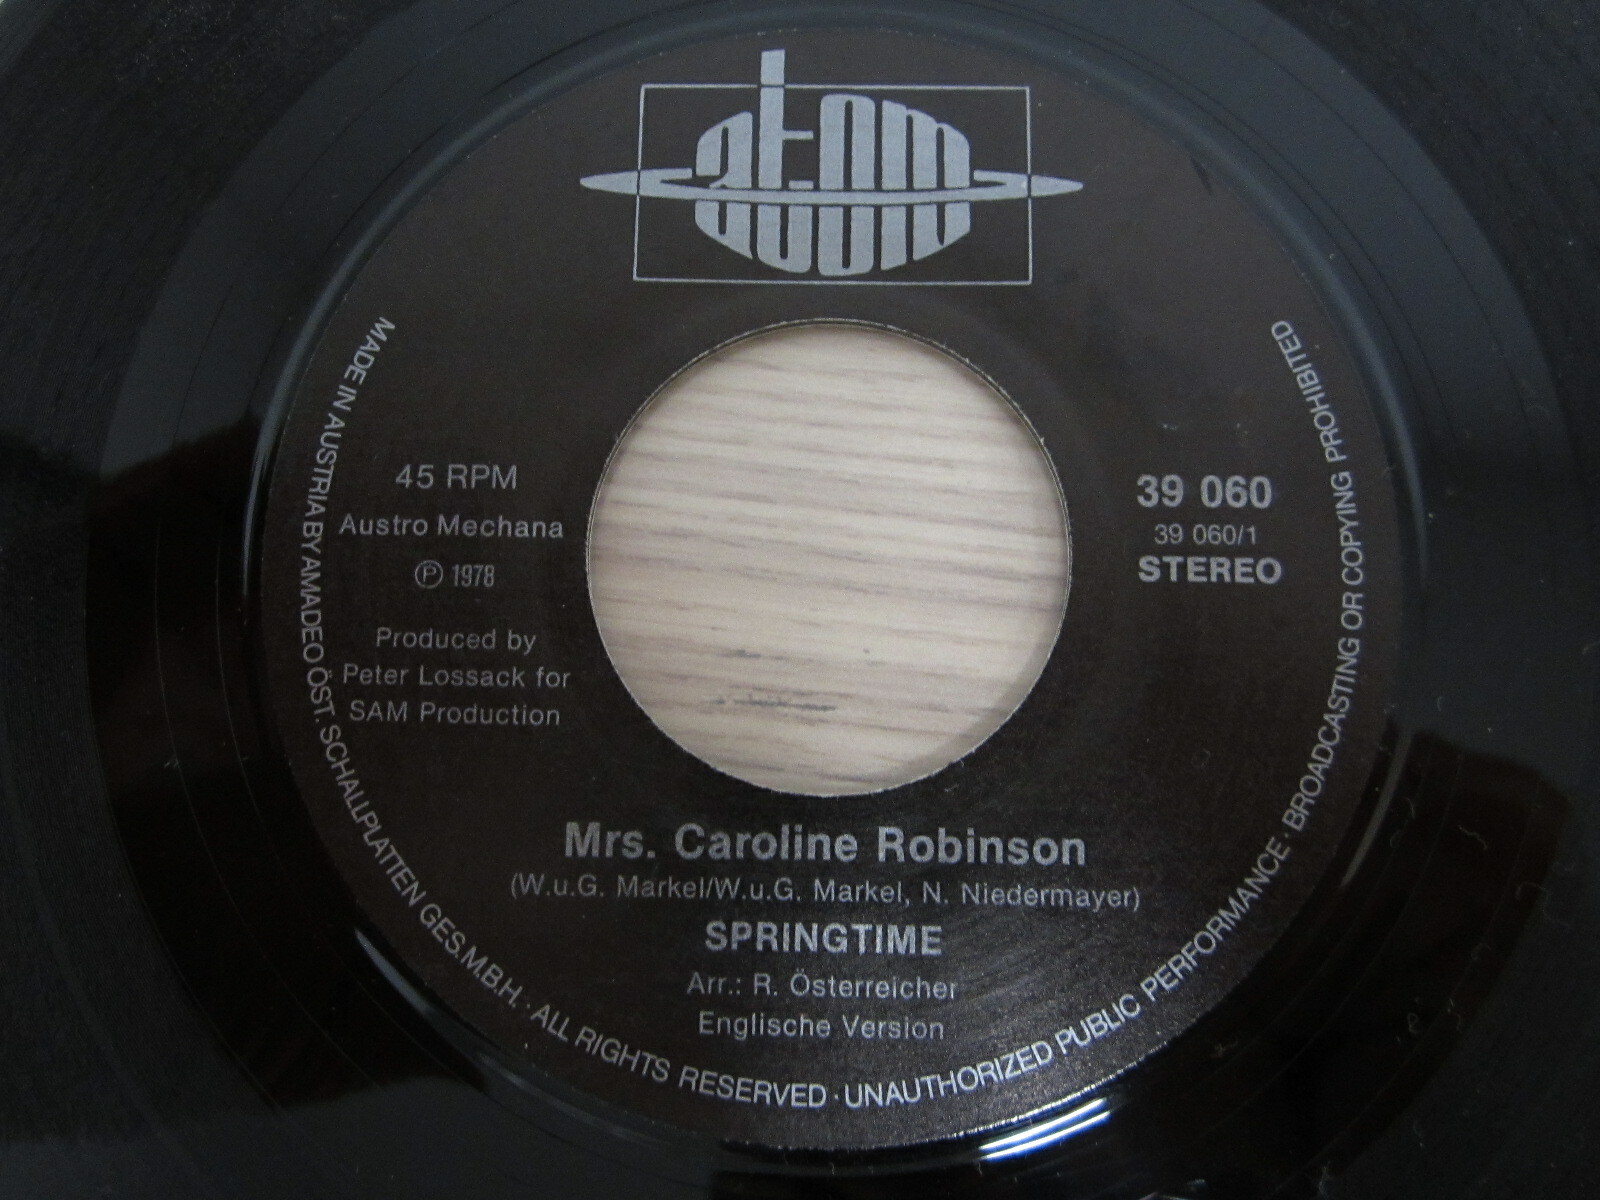 atom
45 RPM
Austro Mechana
Ⓟ 1978
Produced by
Peter Lossack for
SAM Production
39 060
39 060/1
STEREO
Mrs. Caroline Robinson
(W.u.G. Markel/W.u.G. Markel, N. Niedermayer)
SPRINGTIME
Arr.: R. Österreicher
Englische Version
MADE IN AUSTRIA BY AMADEO ÖST. SCHALLPLATTEN GES.M.B.H. · ALL RIGHTS RESERVED · UNAUTHORIZED PUBLIC PERFORMANCE · BROADCASTING OR COPYING PROHIBITED